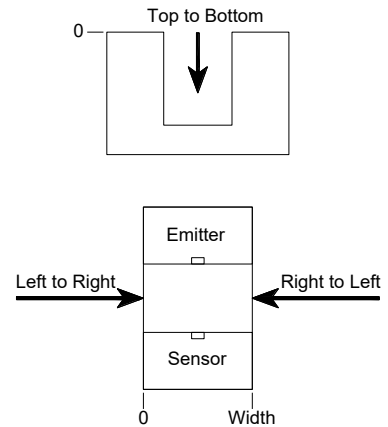 Top to Bottom
0
Emitter
Left to Right
Right to Left
Sensor
0
Width